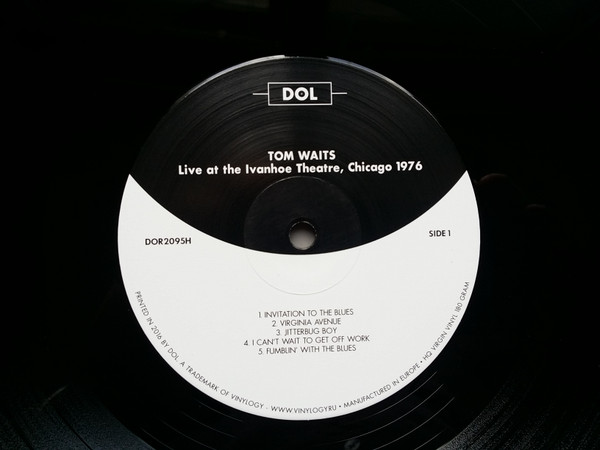 DOL
TOM WAITS
Live at the Ivanhoe Theatre, Chicago 1976
DOR2095H
SIDE 1
1 INVITATION TO THE BLUES
2. VIRGINIA AVENUE
3. JITTERBUG BOY
4. I CAN'T WAIT TO GET OFF WORK
5. FUMBLIN' WITH THE BLUES
PRINTED IN 2016 BY DOL, A TRADEMARK OF VINYLOGY · WWW.VINYLOGY.RU • MANUFACTURED IN EUROPE • HQ VIRGIN VINYL 180 GRAM